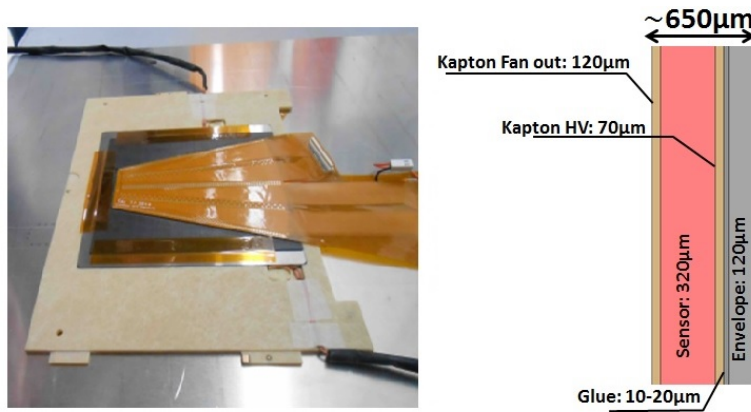 ~650µm
Kapton Fan out: 120µm
Kapton HV: 70µm
Sensor: 320µm
Envelope: 120µm
Glue: 10-20µm